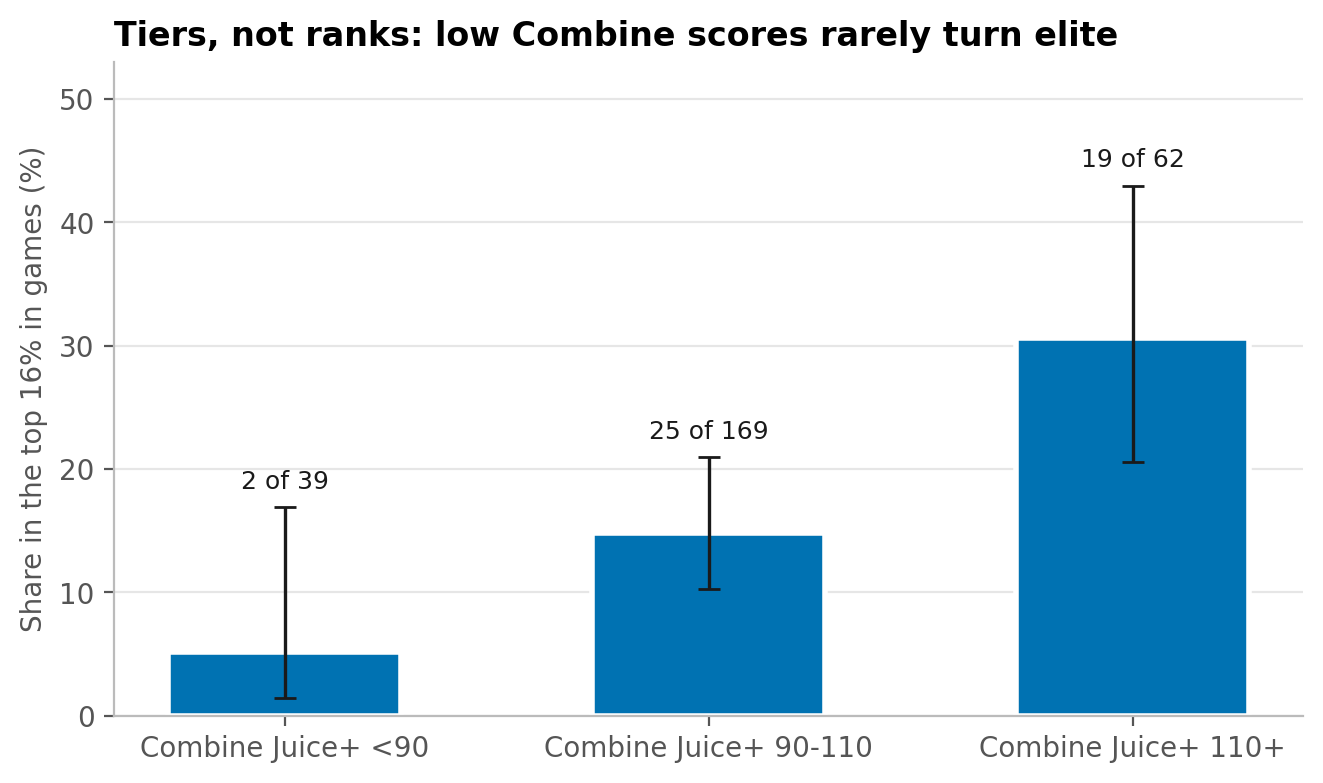 Tiers, not ranks: low Combine scores rarely turn elite
Share in the top 16% in games (%)
50
40
30
20
10
0
2 of 39
25 of 169
19 of 62
Combine Juice+ <90
Combine Juice+ 90-110
Combine Juice+ 110+